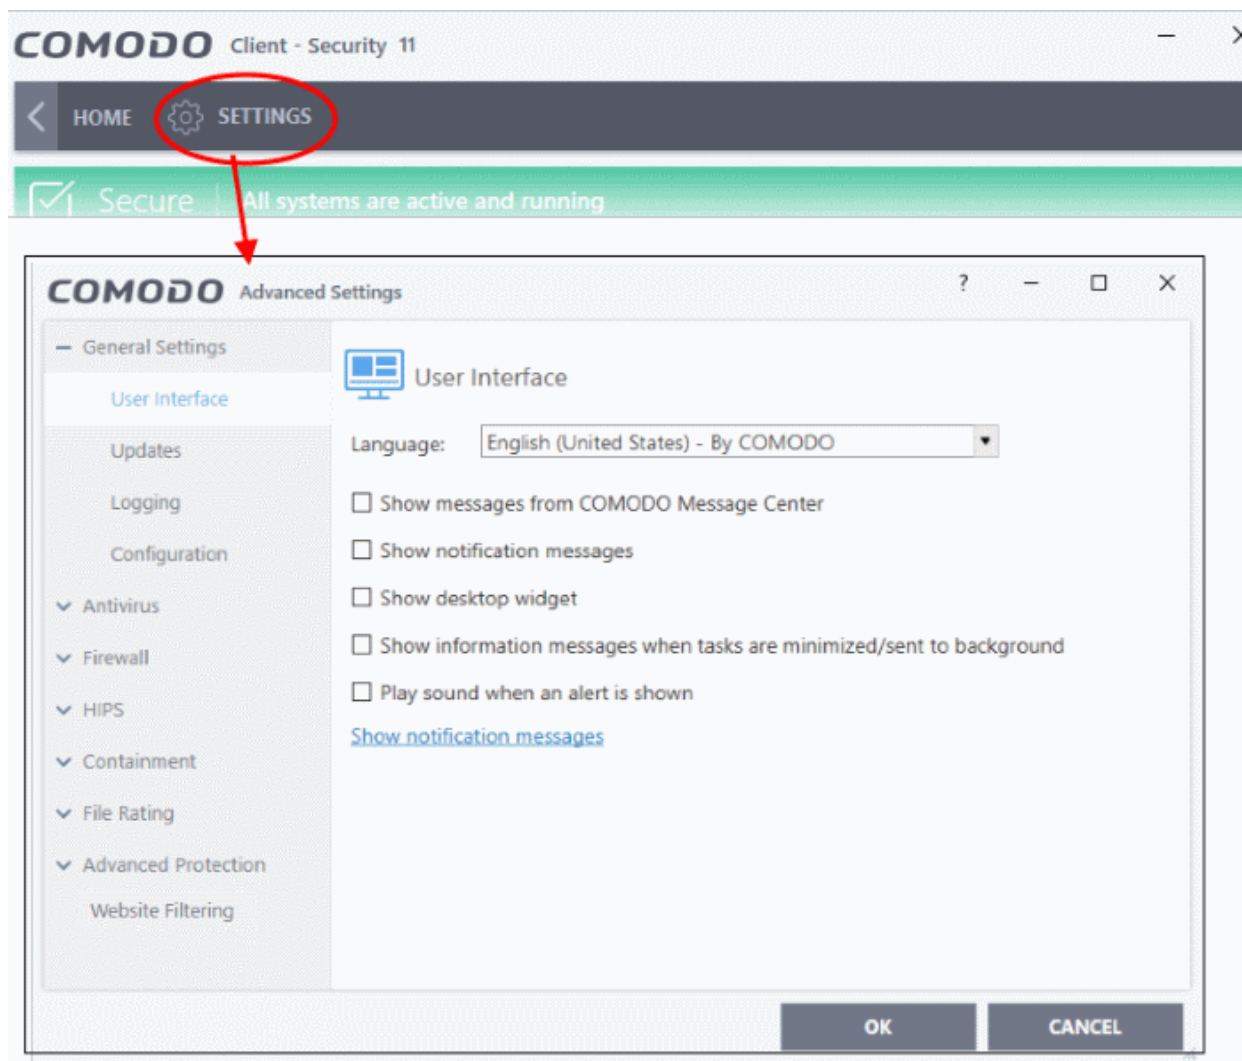 COMODO Client - Security 11
HOME SETTINGS
Secure All systems are active and running
COMODO Advanced Settings ?
General Settings
User Interface
Updates
Logging
Configuration
Antivirus
Firewall
HIPS
Containment
File Rating
Advanced Protection
Website Filtering
User Interface
Language: English (United States) - By COMODO
Show messages from COMODO Message Center
Show notification messages
Show desktop widget
Show information messages when tasks are minimized/sent to background
Play sound when an alert is shown
Show notification messages
OK CANCEL